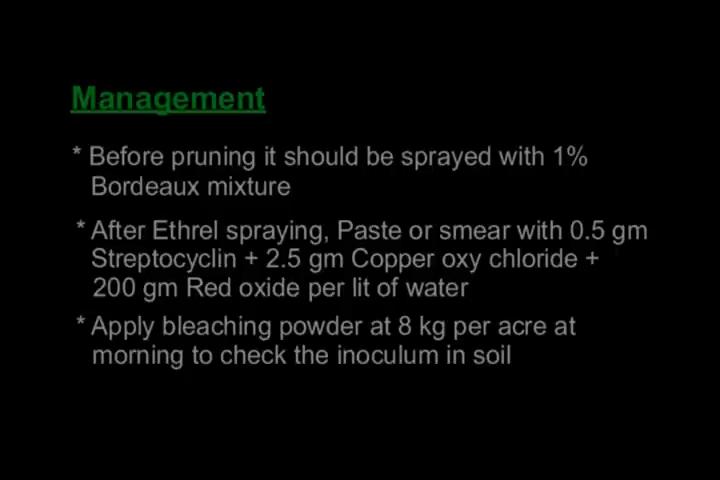 Management
* Before pruning it should be sprayed with 1%
Bordeaux mixture
* After Ethrel spraying, Paste or smear with 0.5 gm
Streptocyclin + 2.5 gm Copper oxy chloride +
200 gm Red oxide per lit of water
* Apply bleaching powder at 8 kg per acre at
morning to check the inoculum in soil